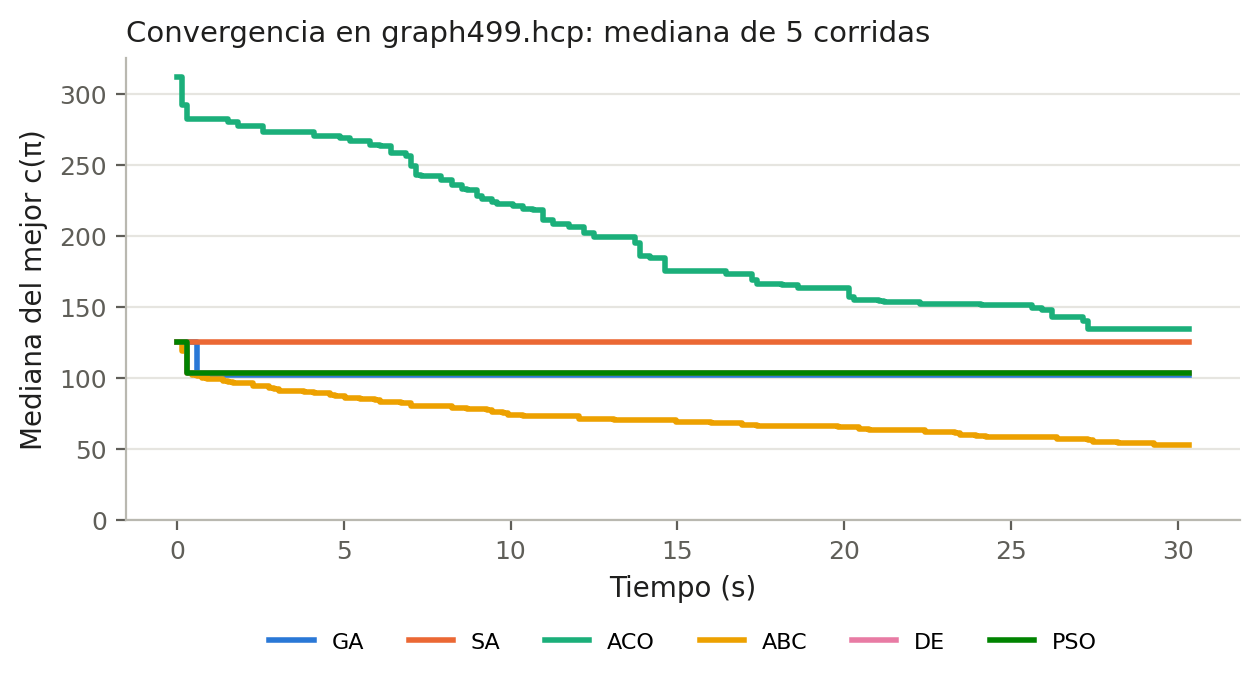 Convergencia en graph499.hcp: mediana de 5 corridas
Mediana del mejor c(π)
300
250
200
150
100
50
0
0 5 10 15 20 25 30
Tiempo (s)
GA SA ACO ABC DE PSO